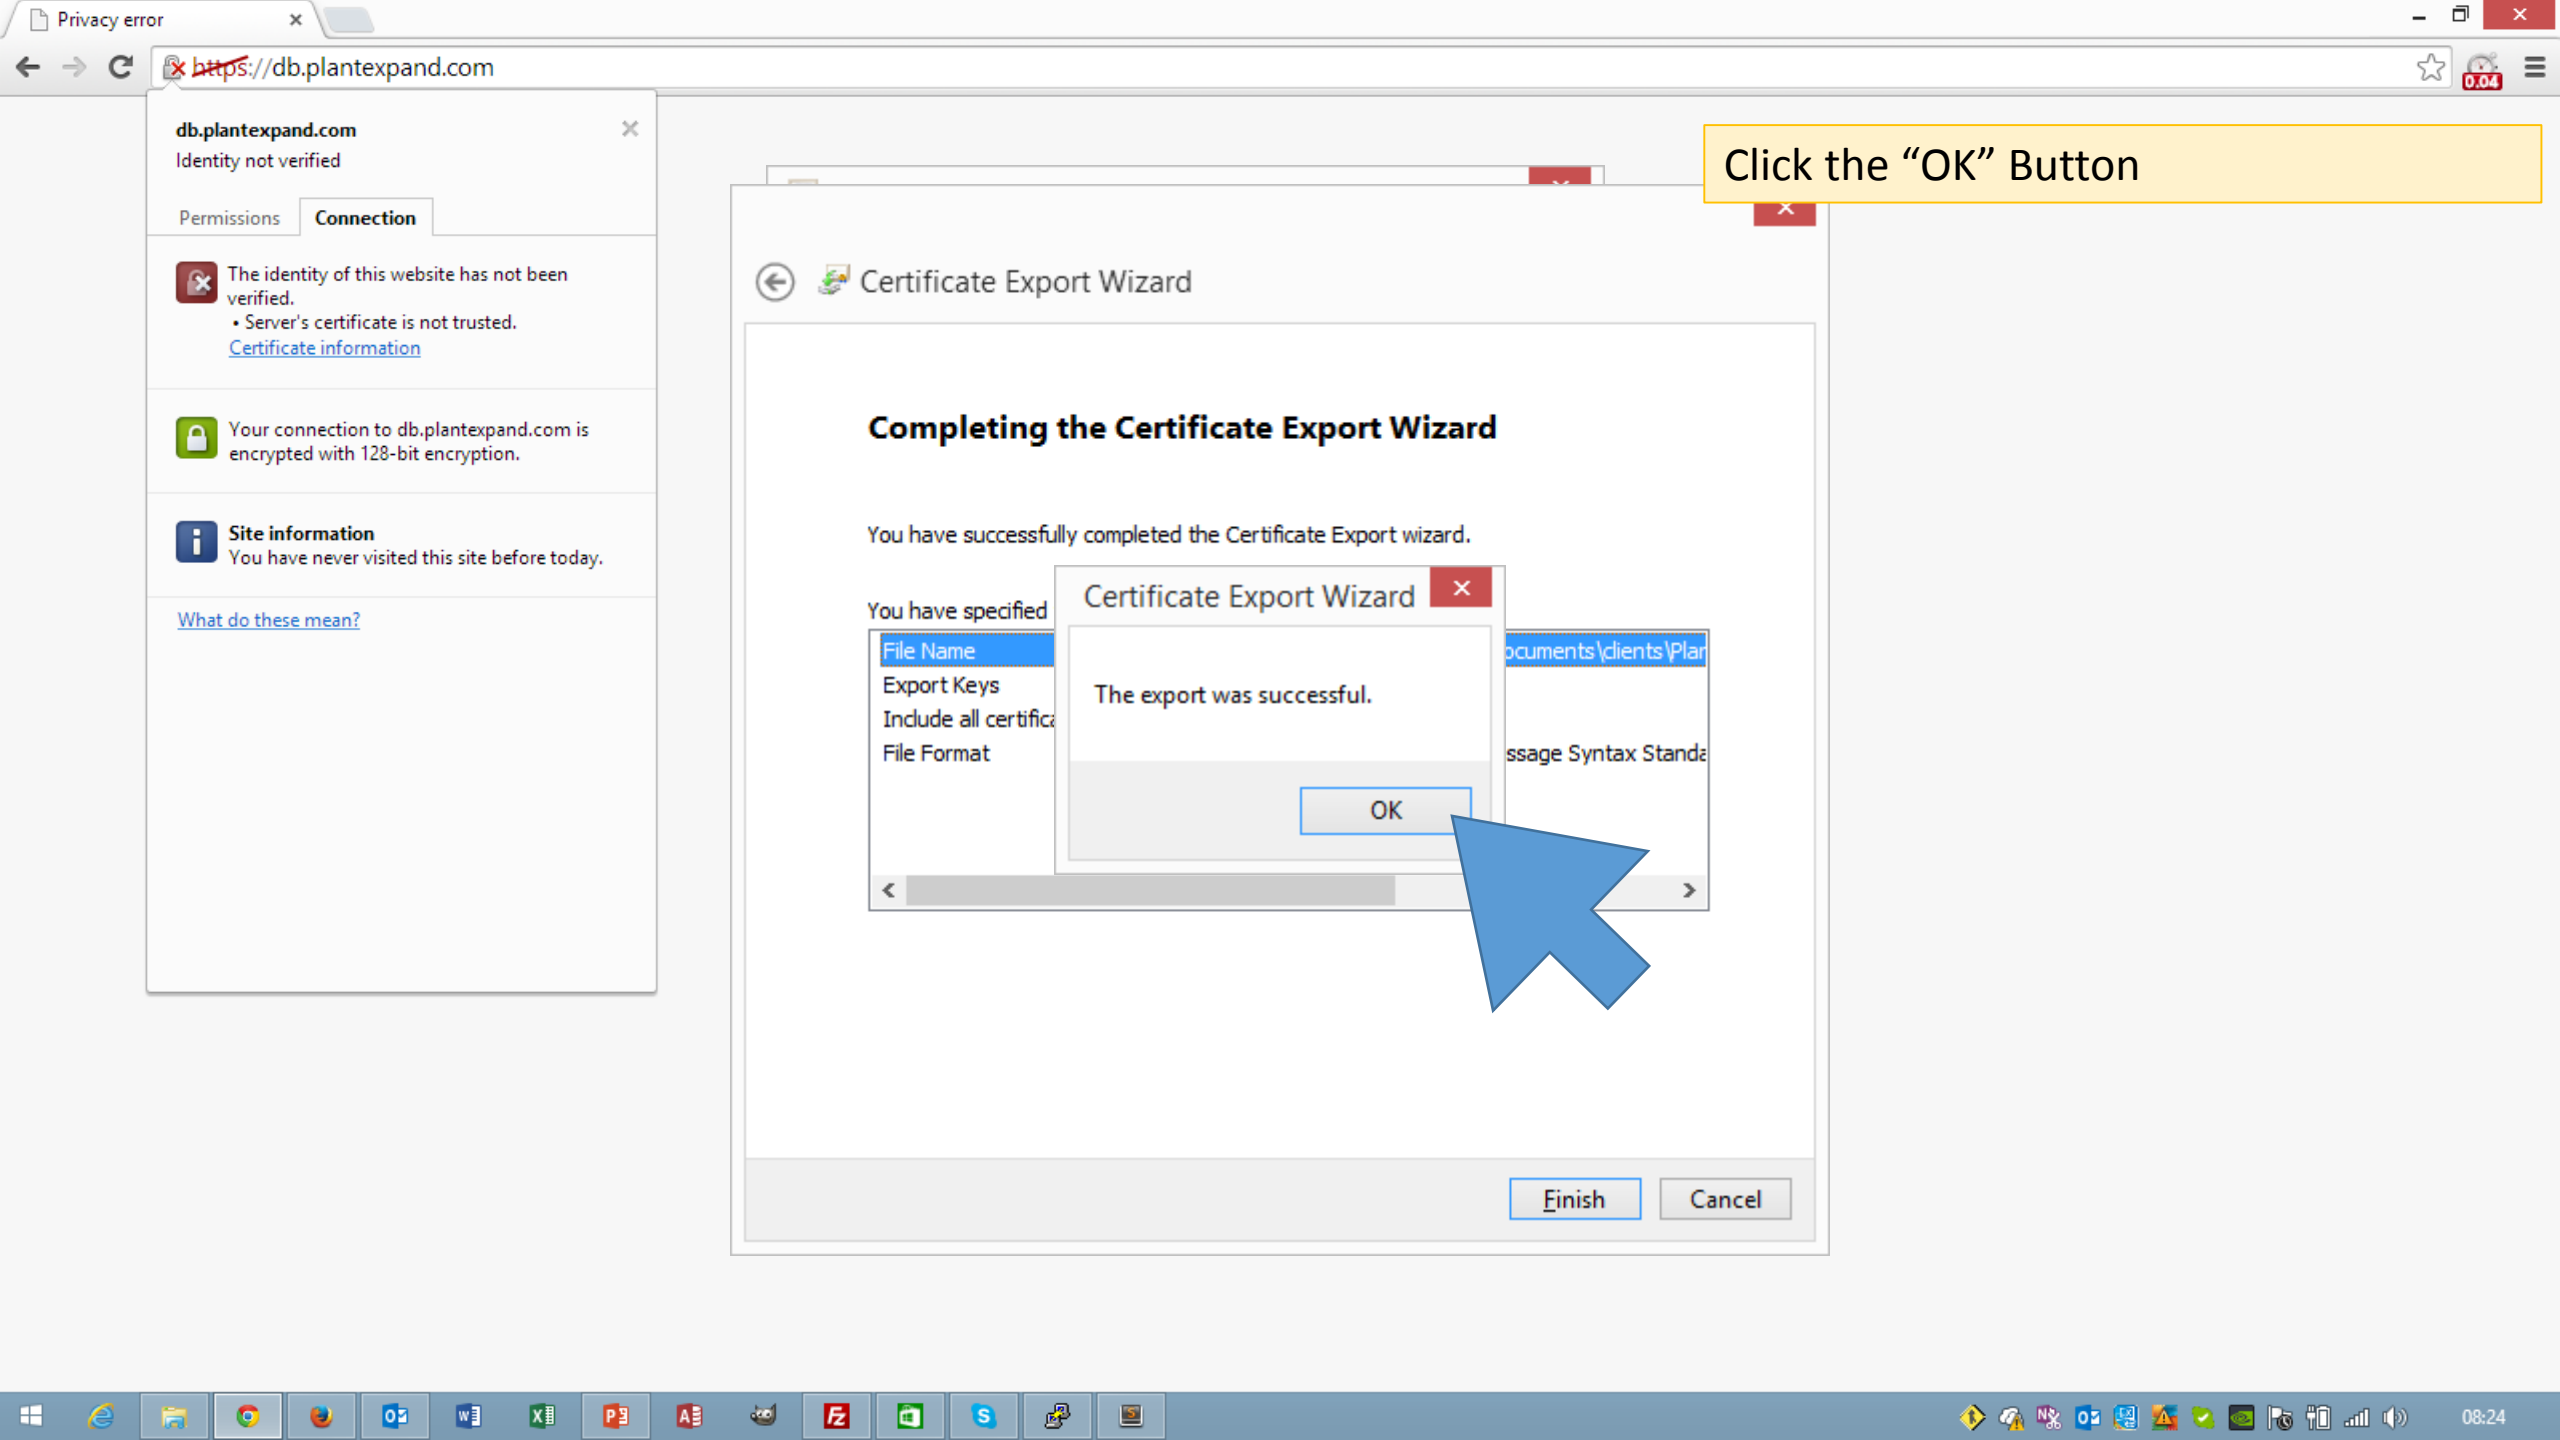 Privacy error
https://db.plantexpand.com
0.04
db.plantexpand.com
Identity not verified
Permissions Connection
The identity of this website has not been
verified.
• Server's certificate is not trusted.
Certificate information
Your connection to db.plantexpand.com is
encrypted with 128-bit encryption.
Site information
You have never visited this site before today.
What do these mean?
Click the “OK” Button
Certificate Export Wizard
Completing the Certificate Export Wizard
You have successfully completed the Certificate Export wizard.
You have specified
File Name ocuments\clients\Plan
Export Keys
Include all certifica
File Format ssage Syntax Standa
Certificate Export Wizard
The export was successful.
OK
Finish Cancel
08:24